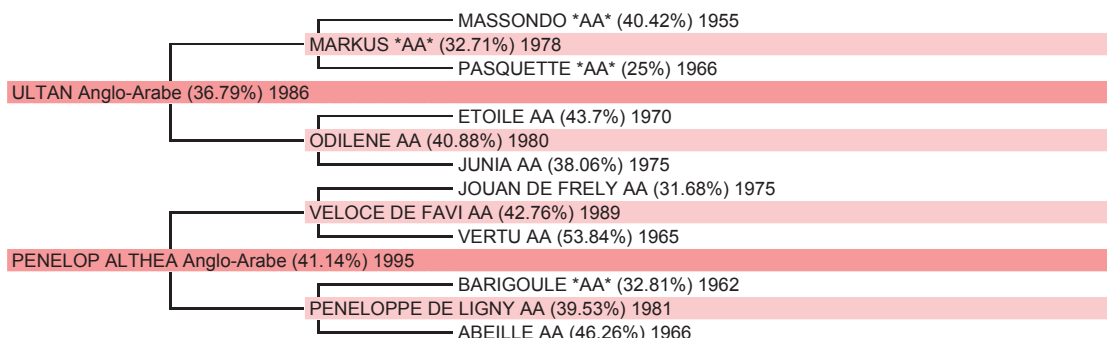 MASSONDO *AA* (40.42%) 1955
MARKUS *AA* (32.71%) 1978
PASQUETTE *AA* (25%) 1966
ULTAN Anglo-Arabe (36.79%) 1986
ETOILE AA (43.7%) 1970
ODILENE AA (40.88%) 1980
JUNIA AA (38.06%) 1975
JOUAN DE FRELY AA (31.68%) 1975
VELOCE DE FAVI AA (42.76%) 1989
VERTU AA (53.84%) 1965
PENELOP ALTHEA Anglo-Arabe (41.14%) 1995
BARIGOULE *AA* (32.81%) 1962
PENELOPPE DE LIGNY AA (39.53%) 1981
ABEILLE AA (46.26%) 1966